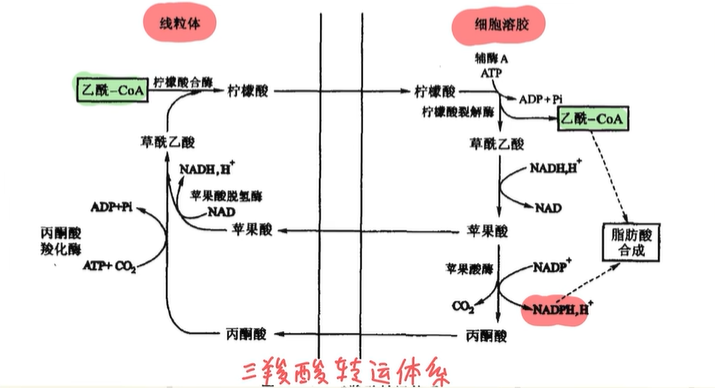 线粒体
细胞溶胶
辅酶A
ATP
乙酰-CoA
柠檬酸合酶
柠檬酸
柠檬酸
ADP+Pi
柠檬酸裂解酶
乙酰-CoA
草酰乙酸
草酰乙酸
NADH,H⁺
NADH,H⁺
苹果酸脱氢酶
NAD
NAD
ADP+Pi
丙酮酸
羧化酶
ATP+CO₂
苹果酸
苹果酸
脂肪酸
合成
苹果酸酶
NADP⁺
CO₂
NADPH,H⁺
丙酮酸
丙酮酸
三羧酸转运体系